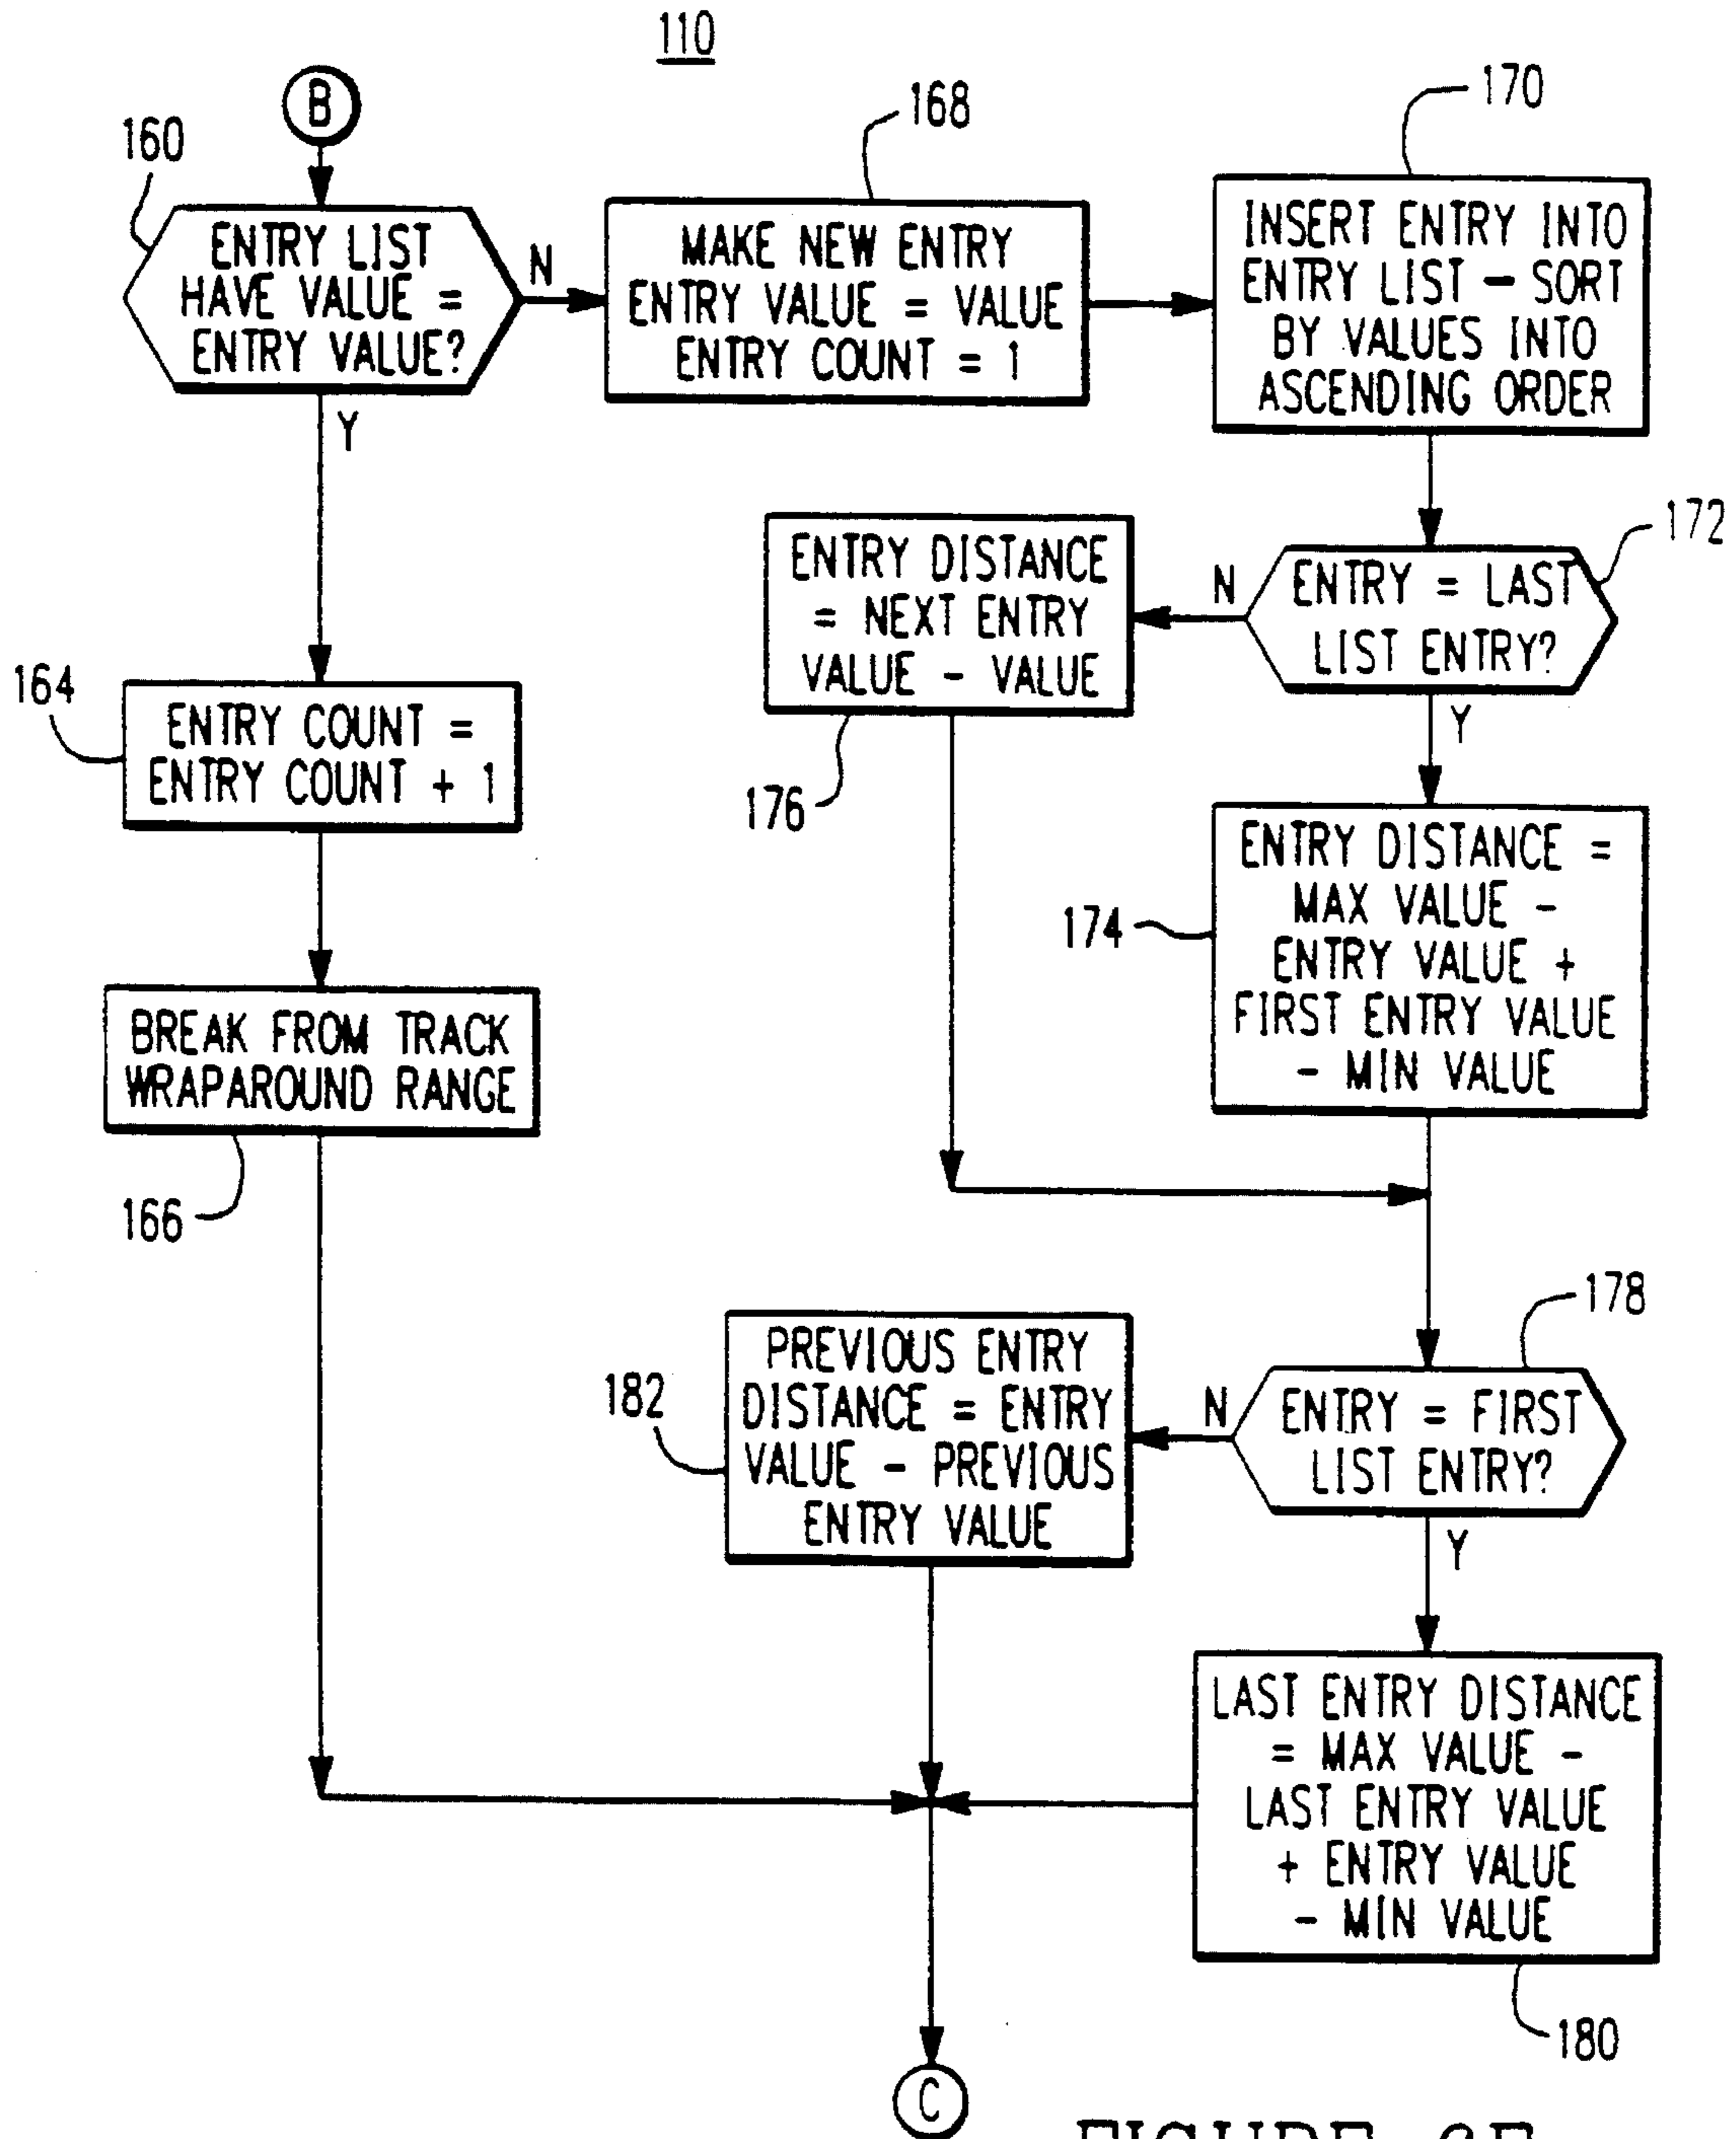 110
B
160
ENTRY LIST
HAVE VALUE =
ENTRY VALUE?
N
Y
168
MAKE NEW ENTRY
ENTRY VALUE = VALUE
ENTRY COUNT = 1
170
INSERT ENTRY INTO
ENTRY LIST – SORT
BY VALUES INTO
ASCENDING ORDER
172
ENTRY = LAST
LIST ENTRY?
N
Y
ENTRY DISTANCE
= NEXT ENTRY
VALUE – VALUE
176
164
ENTRY COUNT =
ENTRY COUNT + 1
174
ENTRY DISTANCE =
MAX VALUE –
ENTRY VALUE +
FIRST ENTRY VALUE
– MIN VALUE
BREAK FROM TRACK
WRAPAROUND RANGE
166
178
ENTRY = FIRST
LIST ENTRY?
N
Y
182
PREVIOUS ENTRY
DISTANCE = ENTRY
VALUE – PREVIOUS
ENTRY VALUE
LAST ENTRY DISTANCE
= MAX VALUE –
LAST ENTRY VALUE
+ ENTRY VALUE
– MIN VALUE
180
C